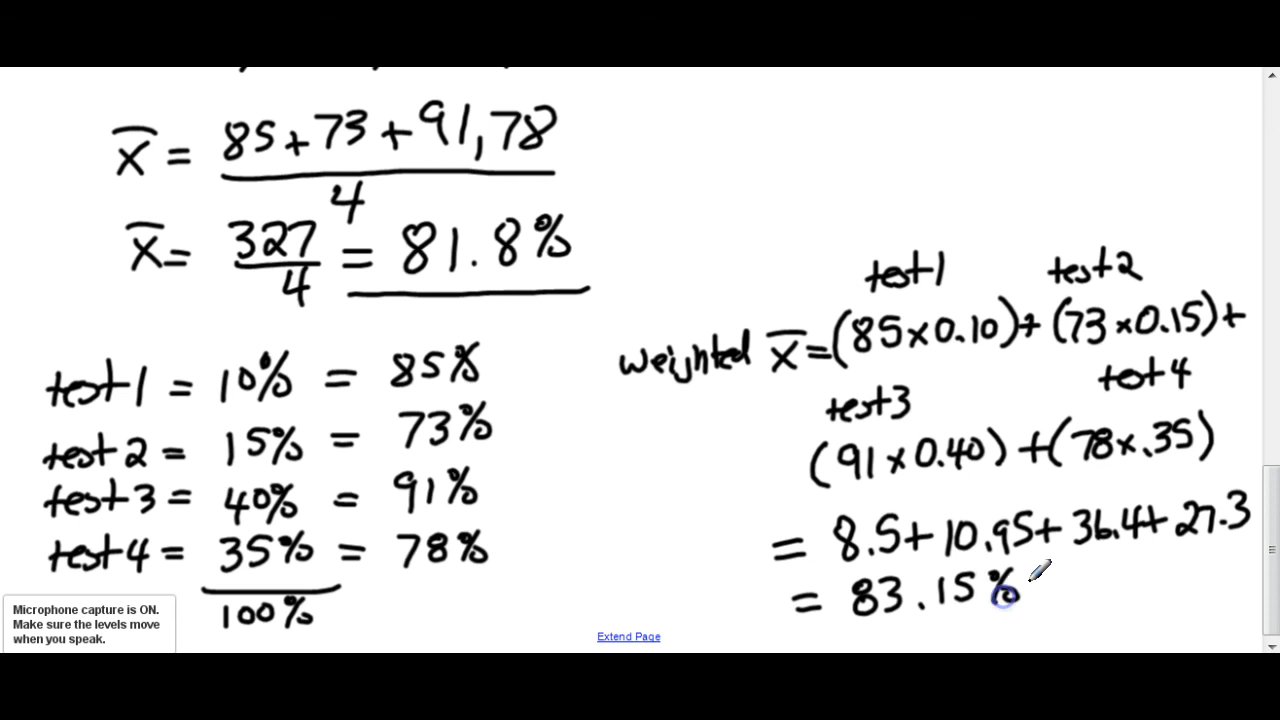 x̄ = 85+73+91,78
4
x̄ = 327/4 = 81.8%
test1 = 10% = 85%
test2 = 15% = 73%
test3 = 40% = 91%
test4 = 35% = 78%
100%
test1 test2
weighted x̄ = (85×0.10)+(73×0.15)+
test3 test4
(91×0.40)+(78×.35)
= 8.5+10.95+36.4+27.3
= 83.15%
Microphone capture is ON.
Make sure the levels move
when you speak.
Extend Page